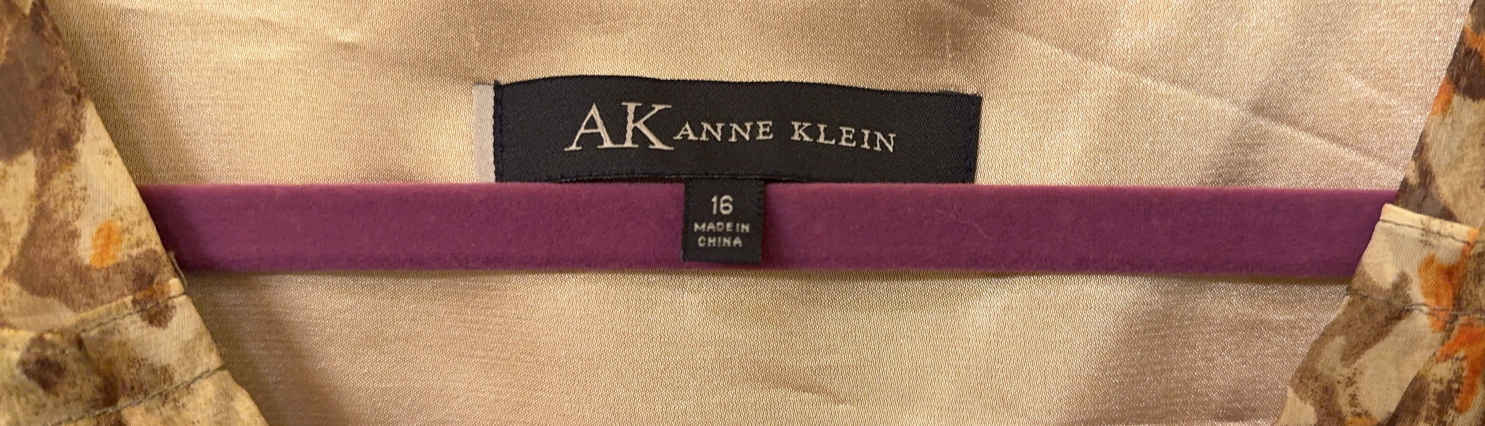 AK ANNE KLEIN
16
MADE IN
CHINA